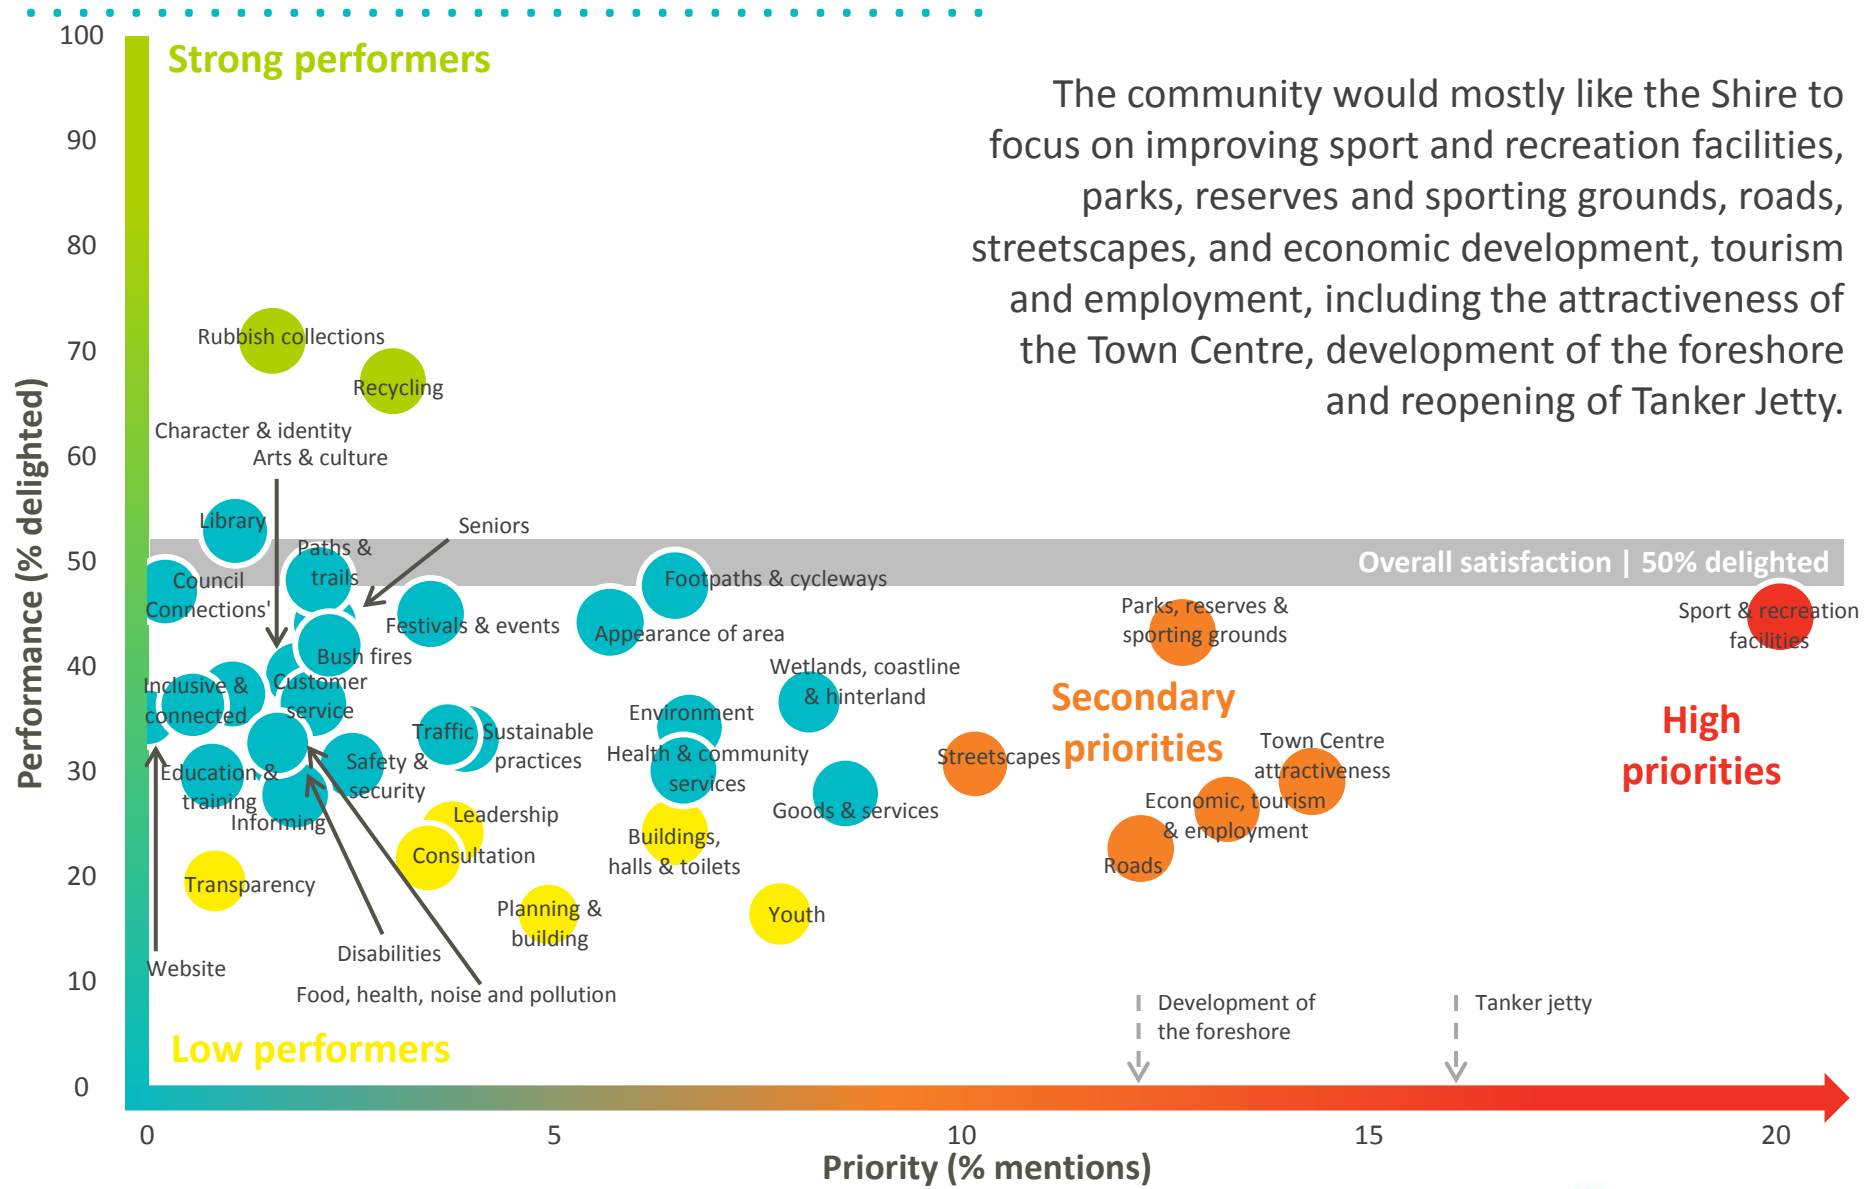 100
Strong performers
The community would mostly like the Shire to
focus on improving sport and recreation facilities,
parks, reserves and sporting grounds, roads,
streetscapes, and economic development, tourism
and employment, including the attractiveness of
the Town Centre, development of the foreshore
and reopening of Tanker Jetty.
90
80
70
60
50
40
30
20
10
0
Performance (% delighted)
Rubbish collections
Recycling
Character & identity
Arts & culture
Library
Seniors
Paths &
trails
Overall satisfaction | 50% delighted
Council
Connections'
Footpaths & cycleways
Festivals & events
Appearance of area
Parks, reserves &
sporting grounds
Sport & recreation
facilities
Bush fires
Inclusive &
connected
Customer
service
Wetlands, coastline
& hinterland
Secondary
priorities
High
priorities
Environment
Traffic
Sustainable
practices
Health & community
services
Streetscapes
Town Centre
attractiveness
Education &
training
Safety &
security
Informing
Leadership
Goods & services
Economic, tourism
& employment
Consultation
Buildings,
halls & toilets
Roads
Transparency
Planning &
building
Youth
Website
Disabilities
Food, health, noise and pollution
Development of
the foreshore
Tanker jetty
Low performers
0
5
10
15
20
Priority (% mentions)